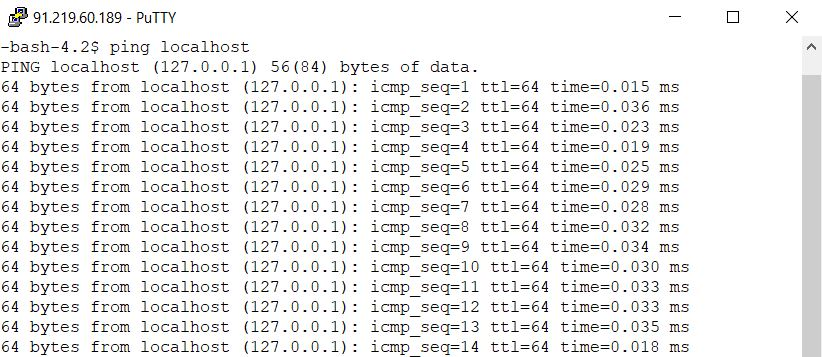 91.219.60.189 - PuTTY
-bash-4.2$ ping localhost
PING localhost (127.0.0.1) 56(84) bytes of data.
64 bytes from localhost (127.0.0.1): icmp_seq=1 ttl=64 time=0.015 ms
64 bytes from localhost (127.0.0.1): icmp_seq=2 ttl=64 time=0.036 ms
64 bytes from localhost (127.0.0.1): icmp_seq=3 ttl=64 time=0.023 ms
64 bytes from localhost (127.0.0.1): icmp_seq=4 ttl=64 time=0.019 ms
64 bytes from localhost (127.0.0.1): icmp_seq=5 ttl=64 time=0.025 ms
64 bytes from localhost (127.0.0.1): icmp_seq=6 ttl=64 time=0.029 ms
64 bytes from localhost (127.0.0.1): icmp_seq=7 ttl=64 time=0.028 ms
64 bytes from localhost (127.0.0.1): icmp_seq=8 ttl=64 time=0.032 ms
64 bytes from localhost (127.0.0.1): icmp_seq=9 ttl=64 time=0.034 ms
64 bytes from localhost (127.0.0.1): icmp_seq=10 ttl=64 time=0.030 ms
64 bytes from localhost (127.0.0.1): icmp_seq=11 ttl=64 time=0.033 ms
64 bytes from localhost (127.0.0.1): icmp_seq=12 ttl=64 time=0.033 ms
64 bytes from localhost (127.0.0.1): icmp_seq=13 ttl=64 time=0.035 ms
64 bytes from localhost (127.0.0.1): icmp_seq=14 ttl=64 time=0.018 ms